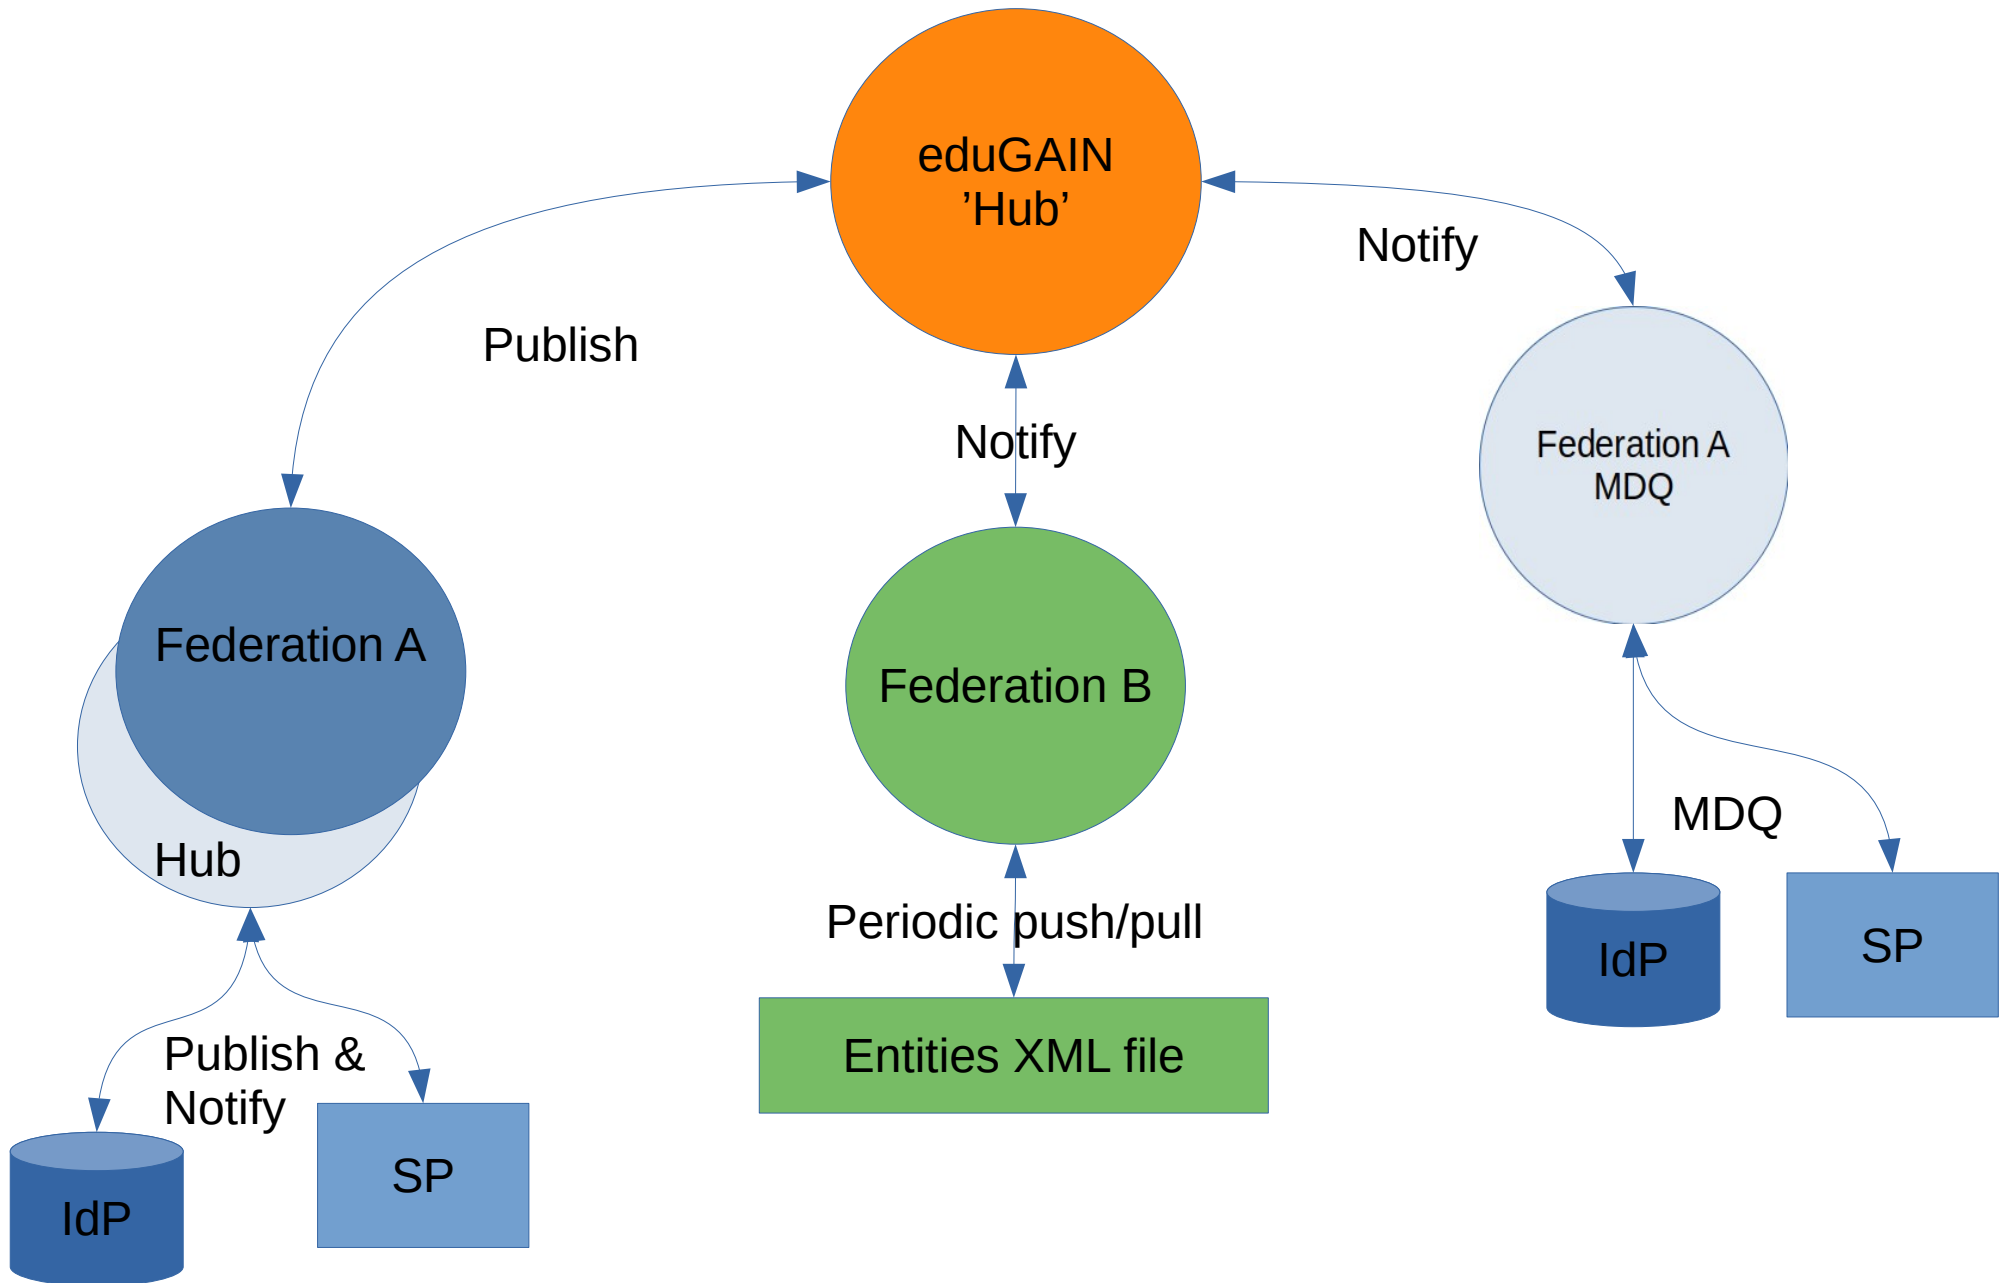 eduGAIN
’Hub’
Notify
Publish
Notify
Federation A
MDQ
Federation A
Federation B
MDQ
Hub
Periodic push/pull
IdP
SP
Publish &
Notify
Entities XML file
SP
IdP